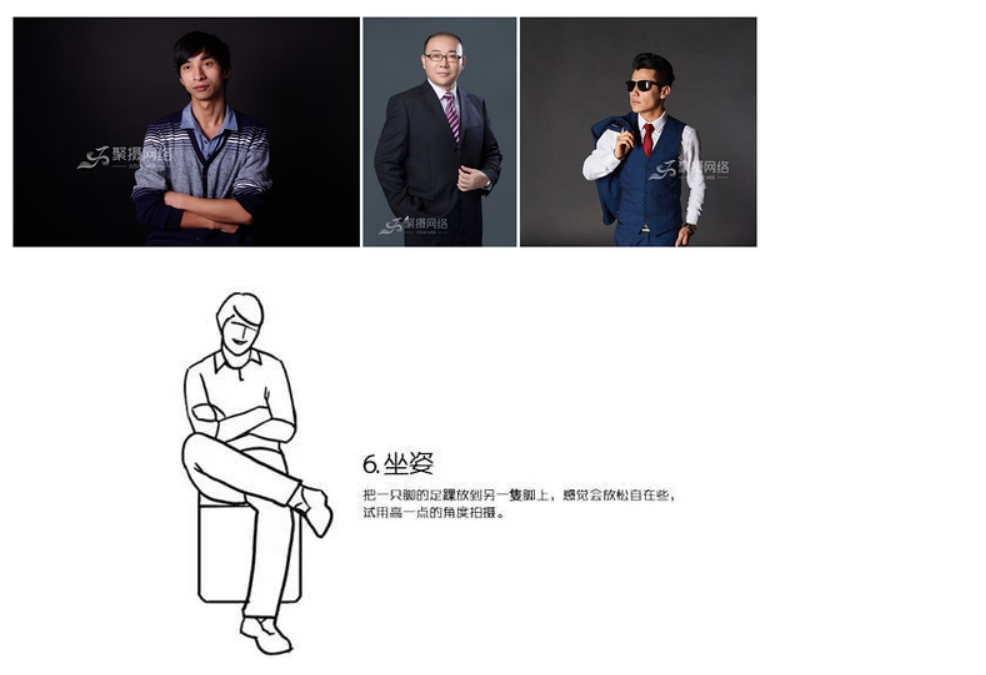 聚摄网络
聚摄网络
聚摄网络
6.坐姿
把一只脚的足踝放到另一隻脚上，感觉会放松自在些，
试用高一点的角度拍摄。